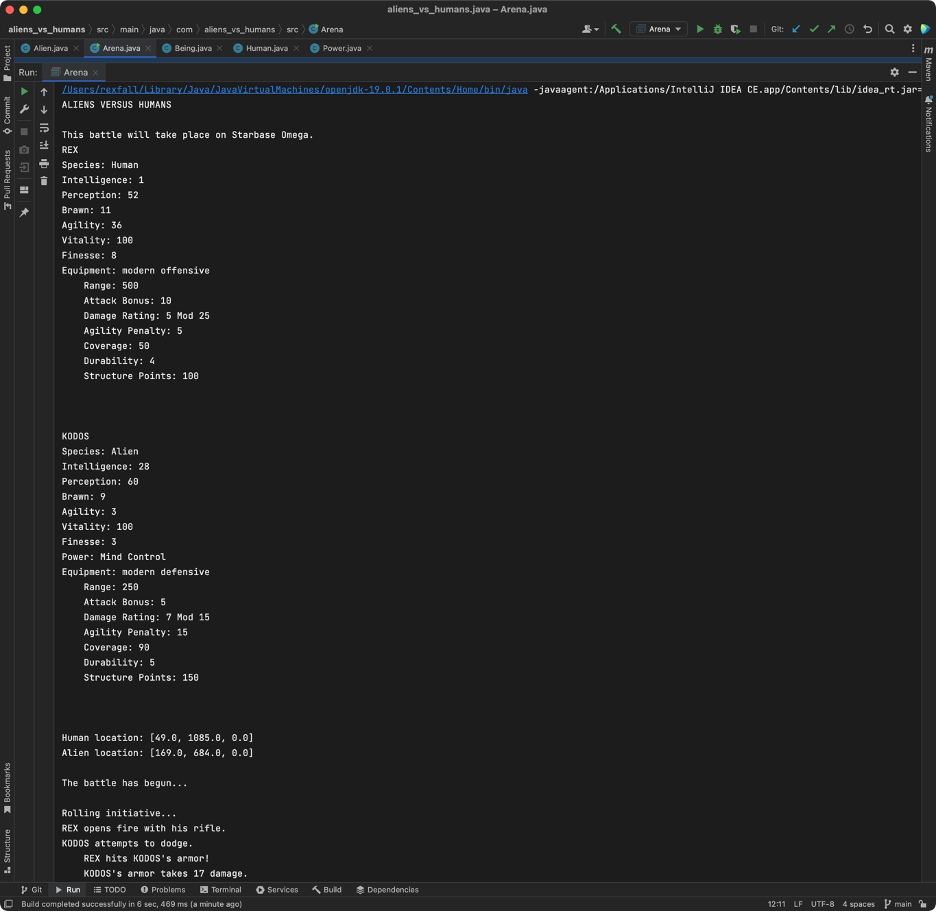 aliens_vs_humans.java – Arena.java
aliens_vs_humans src main java com aliens_vs_humans src Arena
Arena Git:
Alien.java Arena.java Being.java Human.java Power.java
Run: Arena
/Users/rexfall/Library/Java/JavaVirtualMachines/openjdk-19.0.1/Contents/Home/bin/java -javaagent:/Applications/IntelliJ IDEA CE.app/Contents/lib/idea_rt.jar=
ALIENS VERSUS HUMANS
This battle will take place on Starbase Omega.
REX
Species: Human
Intelligence: 1
Perception: 52
Brawn: 11
Agility: 36
Vitality: 100
Finesse: 8
Equipment: modern offensive
Range: 500
Attack Bonus: 10
Damage Rating: 5 Mod 25
Agility Penalty: 5
Coverage: 50
Durability: 4
Structure Points: 100
KODOS
Species: Alien
Intelligence: 28
Perception: 60
Brawn: 9
Agility: 3
Vitality: 100
Finesse: 3
Power: Mind Control
Equipment: modern defensive
Range: 250
Attack Bonus: 5
Damage Rating: 7 Mod 15
Agility Penalty: 15
Coverage: 90
Durability: 5
Structure Points: 150
Human location: [49.0, 1085.0, 0.0]
Alien location: [169.0, 684.0, 0.0]
The battle has begun...
Rolling initiative...
REX opens fire with his rifle.
KODOS attempts to dodge.
REX hits KODOS's armor!
KODOS's armor takes 17 damage.
Project
Commit
Pull Requests
Bookmarks
Structure
m
Maven
Notifications
Git Run TODO Problems Terminal Services Build Dependencies
Build completed successfully in 6 sec, 469 ms (a minute ago) 12:11 LF UTF-8 4 spaces main